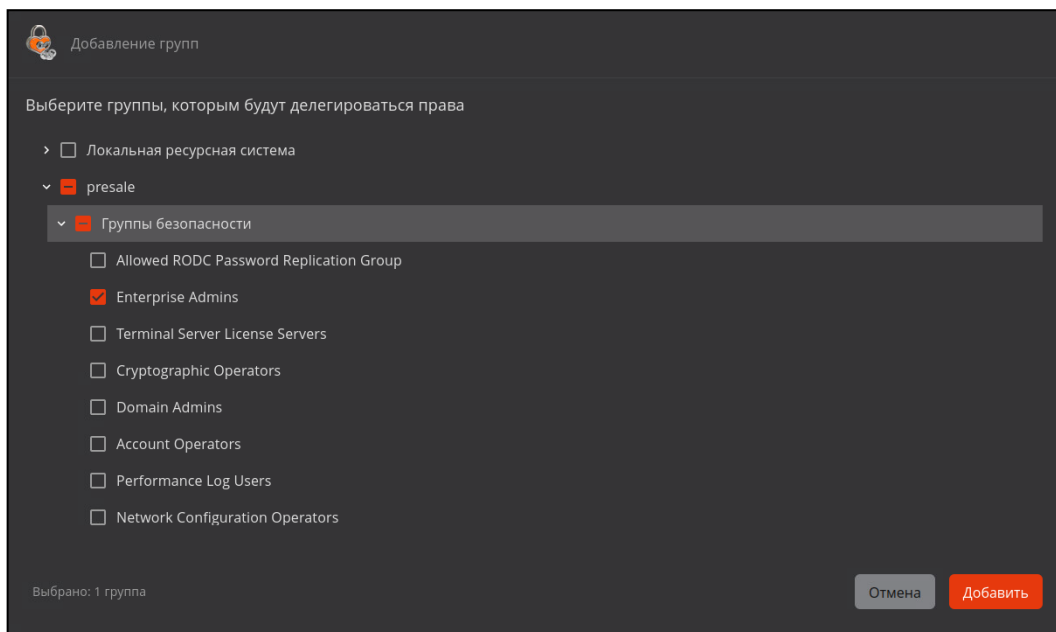 Добавление групп
Выберите группы, которым будут делегироваться права
Локальная ресурсная система
presale
Группы безопасности
Allowed RODC Password Replication Group
Enterprise Admins
Terminal Server License Servers
Cryptographic Operators
Domain Admins
Account Operators
Performance Log Users
Network Configuration Operators
Выбрано: 1 группа
Отмена
Добавить